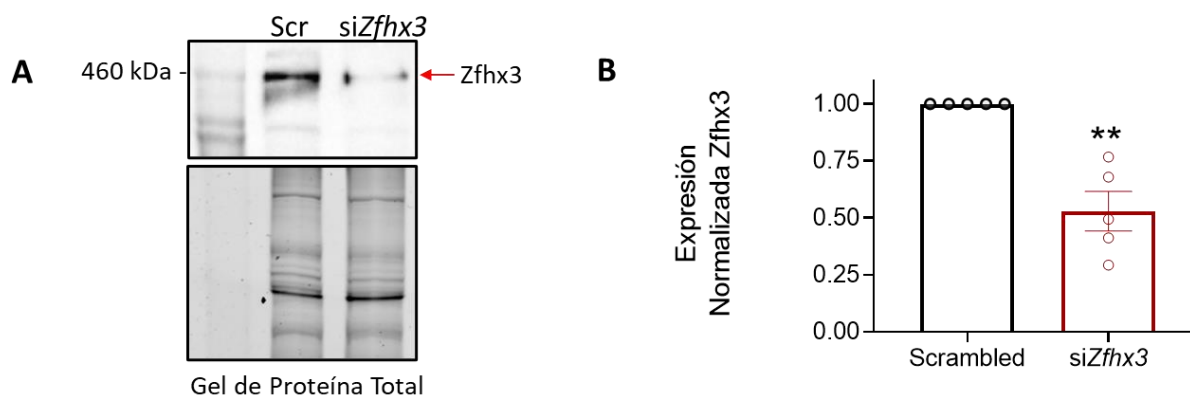 A
Scr siZfhx3
460 kDa -
Zfhx3
Gel de Proteína Total
B
Expresión
Normalizada Zfhx3
1.00
0.75
0.50
0.25
0.00
**
Scrambled siZfhx3